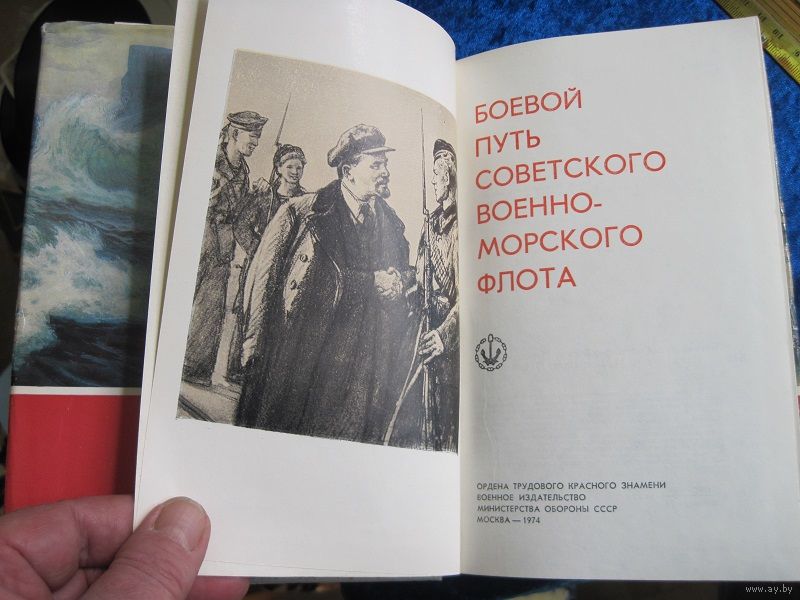 БОЕВОЙ
ПУТЬ
СОВЕТСКОГО
ВОЕННО-
МОРСКОГО
ФЛОТА
ОРДЕНА ТРУДОВОГО КРАСНОГО ЗНАМЕНИ
ВОЕННОЕ ИЗДАТЕЛЬСТВО
МИНИСТЕРСТВА ОБОРОНЫ СССР
МОСКВА — 1974
www.ay.by